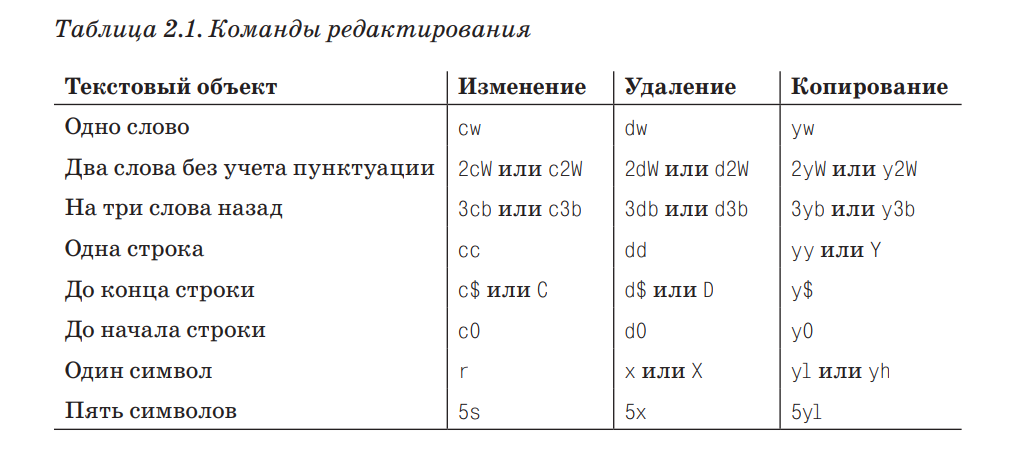 Таблица 2.1. Команды редактирования
Текстовый объект Изменение Удаление Копирование
Одно слово cw dw yw
Два слова без учета пунктуации 2cW или c2W 2dW или d2W 2yW или y2W
На три слова назад 3cb или c3b 3db или d3b 3yb или y3b
Одна строка cc dd yy или Y
До конца строки c$ или C d$ или D y$
До начала строки c0 d0 y0
Один символ r x или X yl или yh
Пять символов 5s 5x 5yl